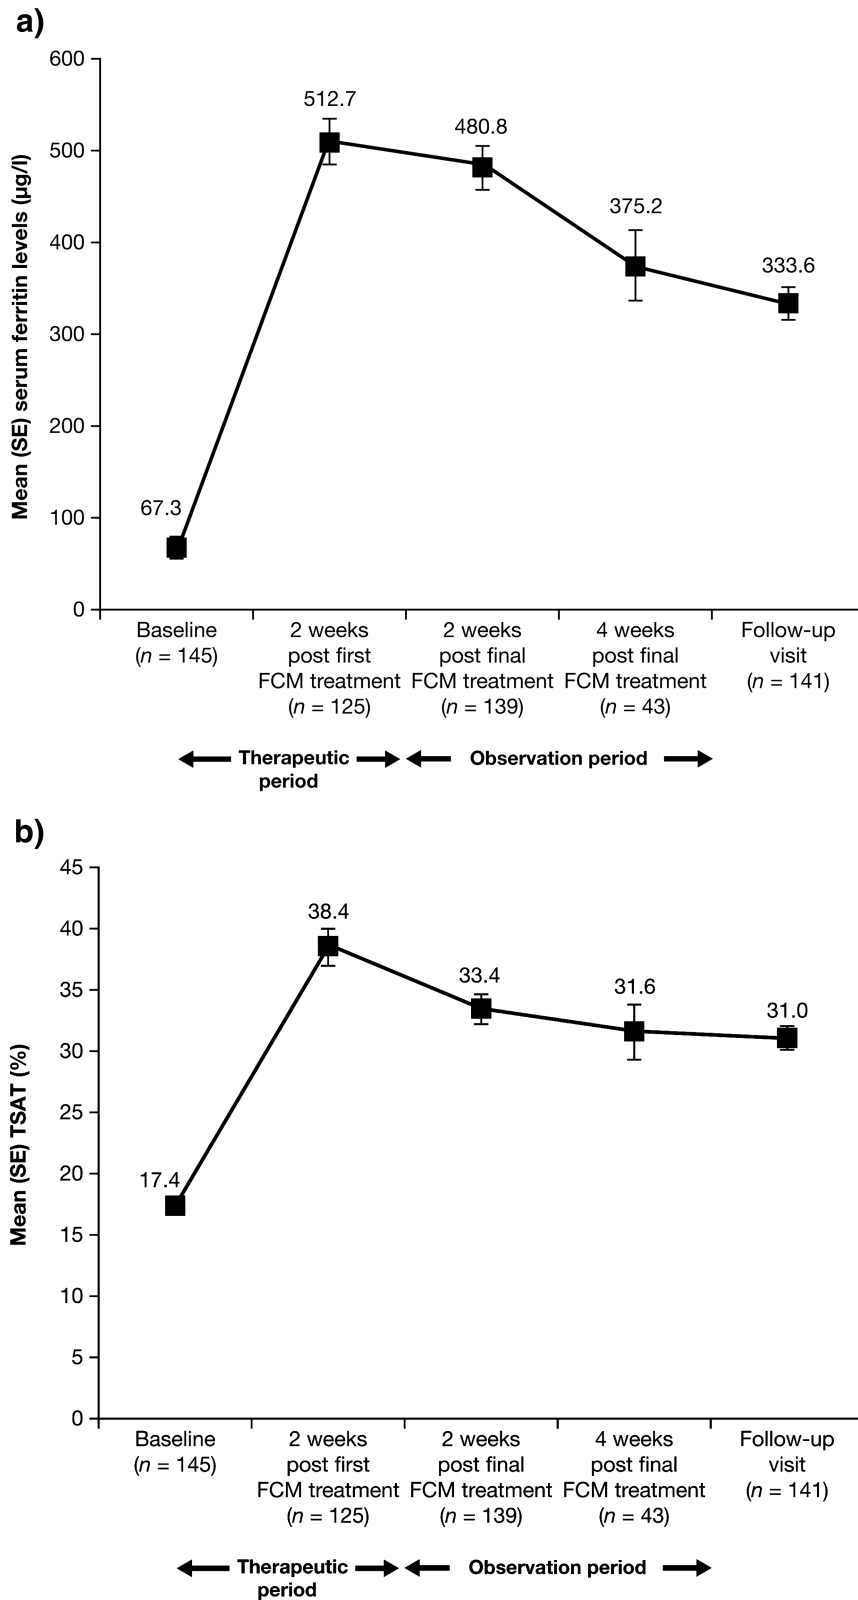 a)
Mean (SE) serum ferritin levels (µg/l)
600
500
400
300
200
100
0
67.3
512.7
480.8
375.2
333.6
Baseline
(n = 145)
2 weeks
post first
FCM treatment
(n = 125)
2 weeks
post final
FCM treatment
(n = 139)
4 weeks
post final
FCM treatment
(n = 43)
Follow-up
visit
(n = 141)
Therapeutic
period
Observation period
b)
Mean (SE) TSAT (%)
45
40
35
30
25
20
15
10
5
0
17.4
38.4
33.4
31.6
31.0
Baseline
(n = 145)
2 weeks
post first
FCM treatment
(n = 125)
2 weeks
post final
FCM treatment
(n = 139)
4 weeks
post final
FCM treatment
(n = 43)
Follow-up
visit
(n = 141)
Therapeutic
period
Observation period